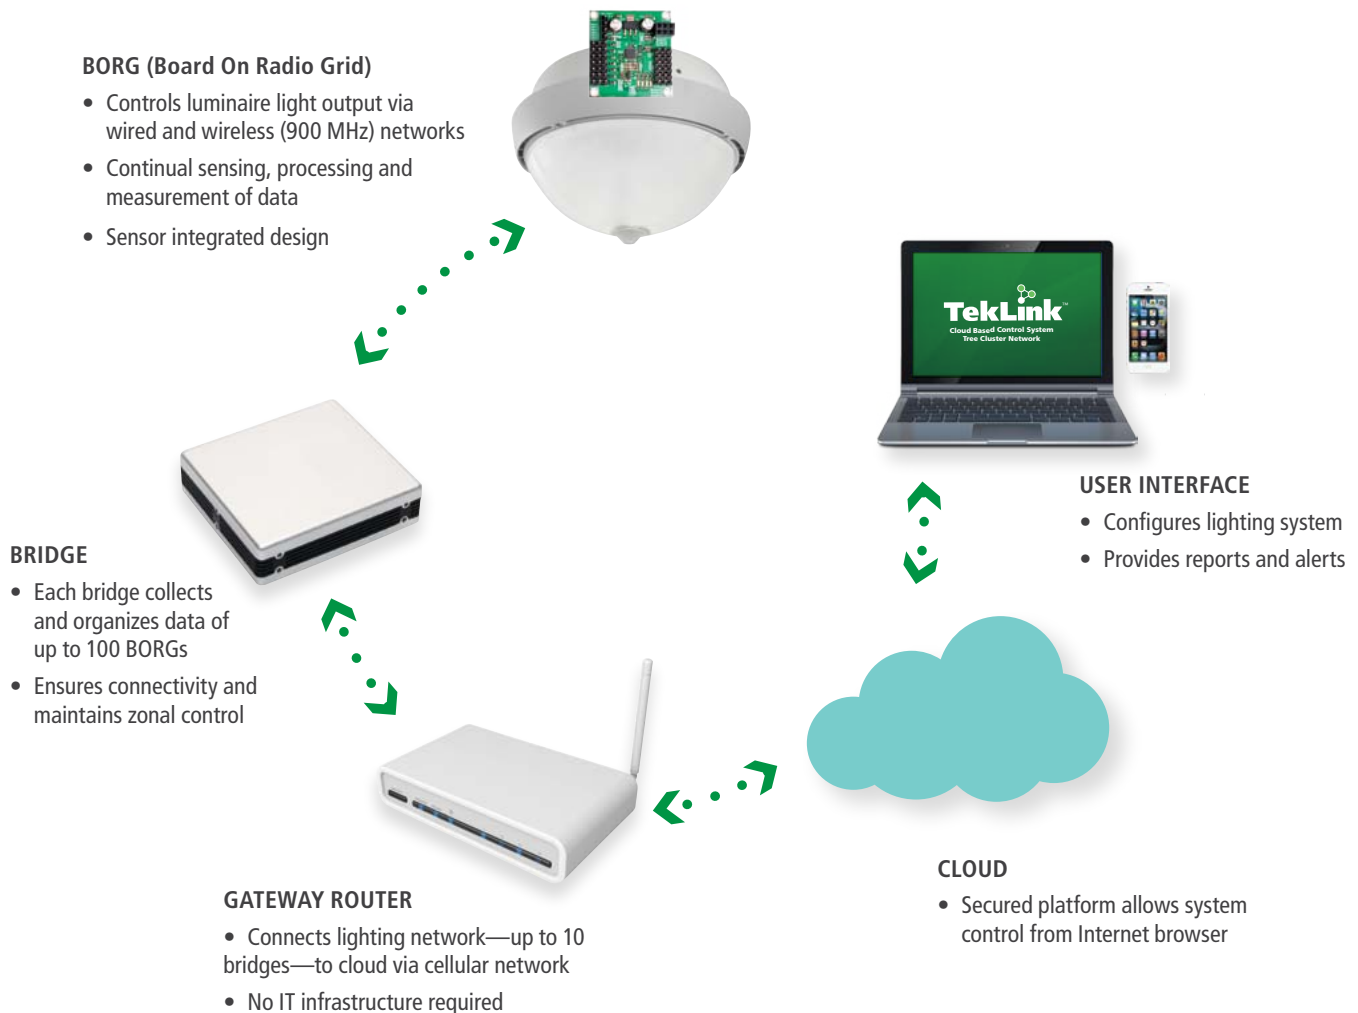 BORG (Board On Radio Grid)
• Controls luminaire light output via
wired and wireless (900 MHz) networks
• Continual sensing, processing and
measurement of data
• Sensor integrated design
TekLink™
Cloud Based Control System
Tree Cluster Network
USER INTERFACE
• Configures lighting system
• Provides reports and alerts
BRIDGE
• Each bridge collects
and organizes data of
up to 100 BORGs
• Ensures connectivity and
maintains zonal control
GATEWAY ROUTER
• Connects lighting network—up to 10
bridges—to cloud via cellular network
• No IT infrastructure required
CLOUD
• Secured platform allows system
control from Internet browser